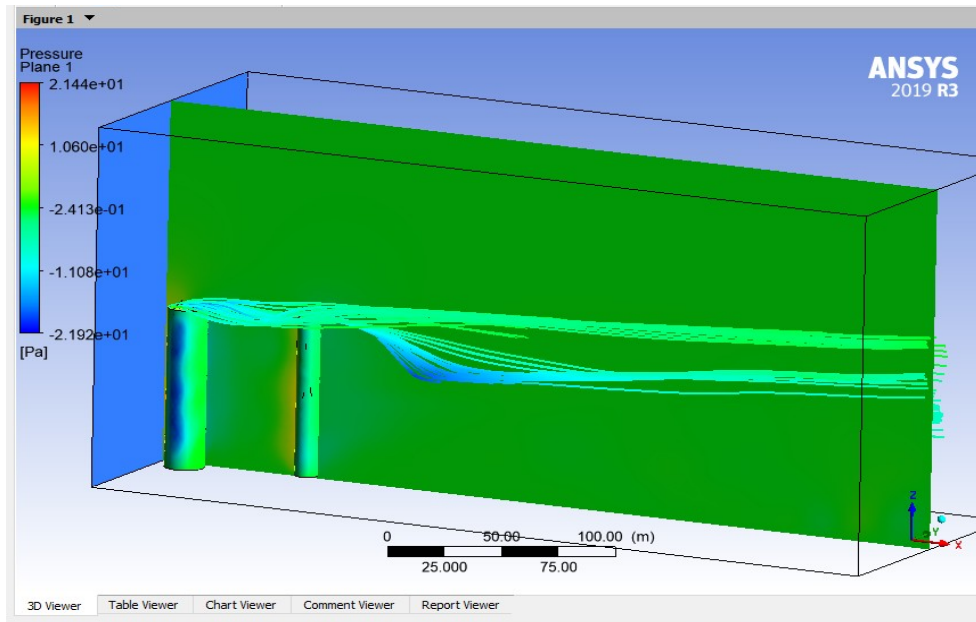 Figure 1
Pressure
Plane 1
2.144e+01
1.060e+01
-2.413e-01
-1.108e+01
-2.192e+01
[Pa]
ANSYS
2019 R3
0 50.00 100.00 (m)
25.000 75.00
Z
Y
X
3D Viewer Table Viewer Chart Viewer Comment Viewer Report Viewer